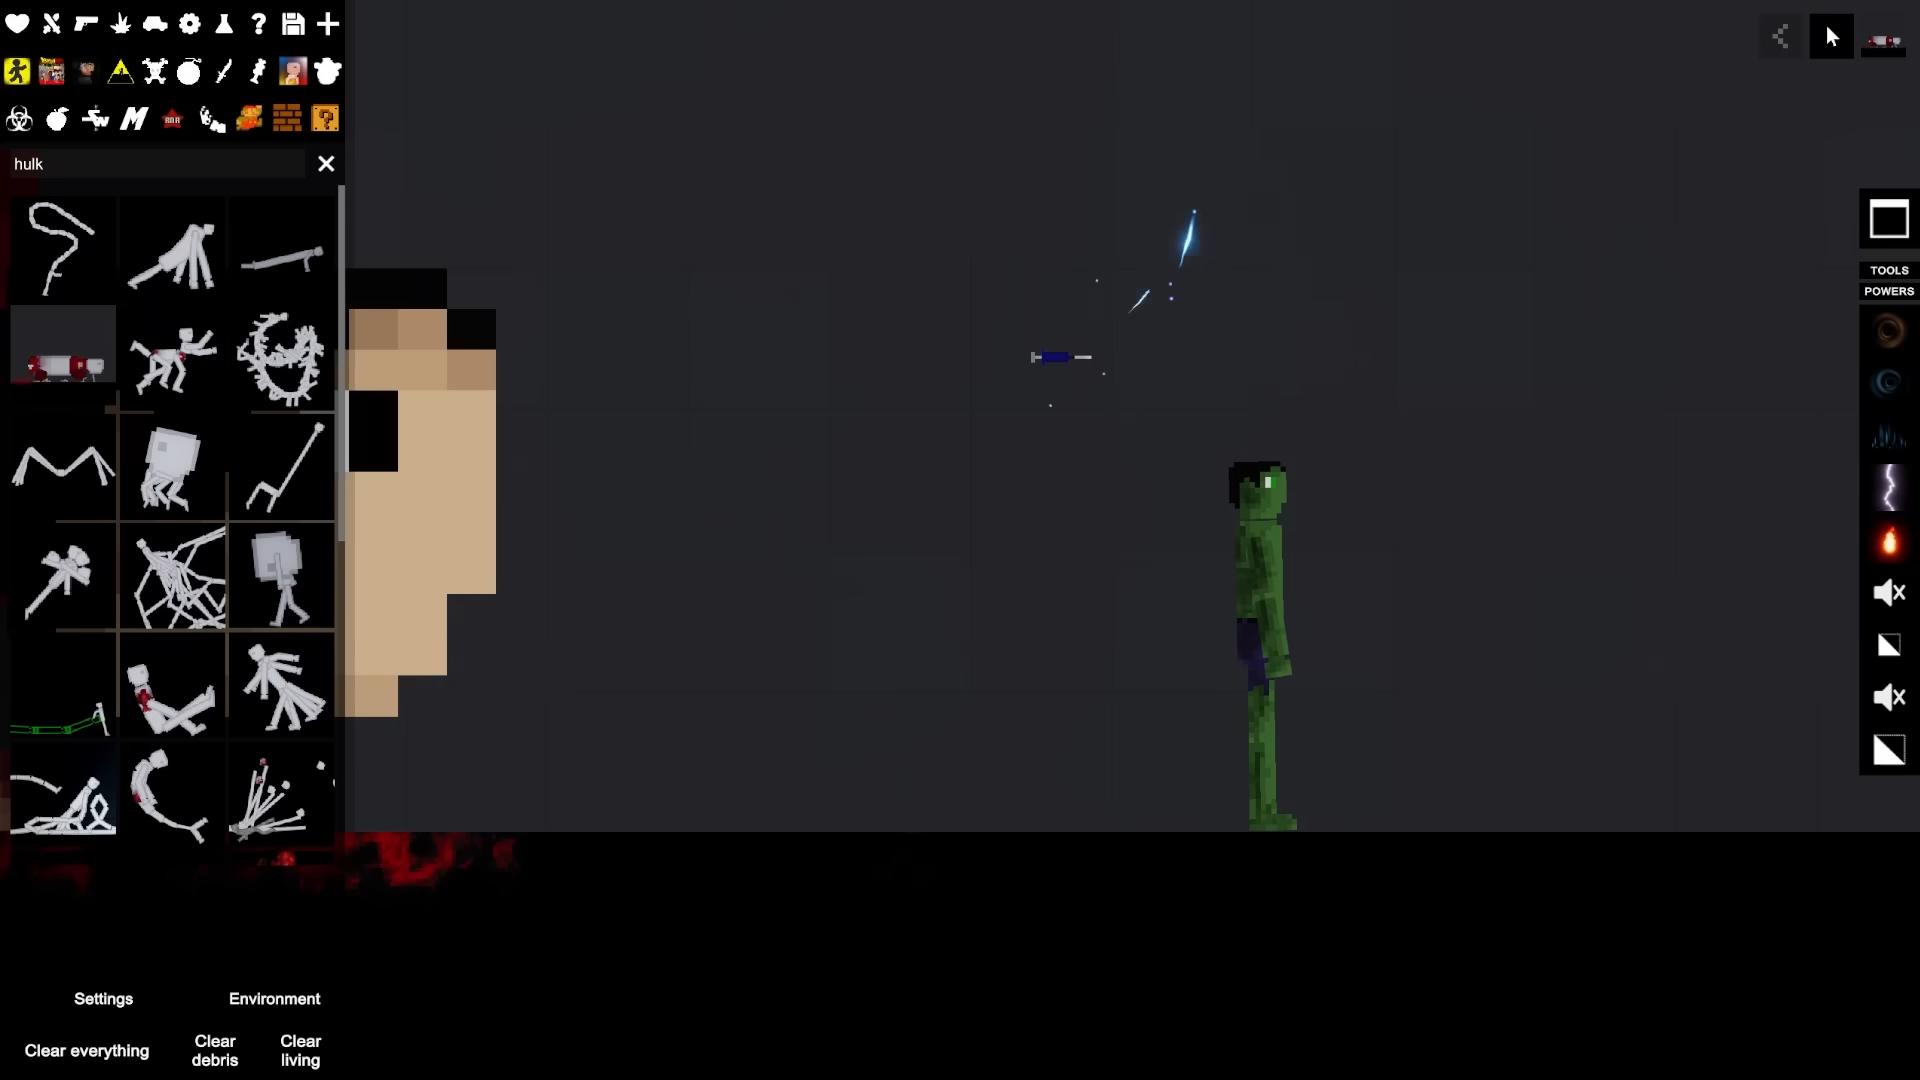 hulk
TOOLS
POWERS
Settings
Environment
Clear everything
Clear
debris
Clear
living